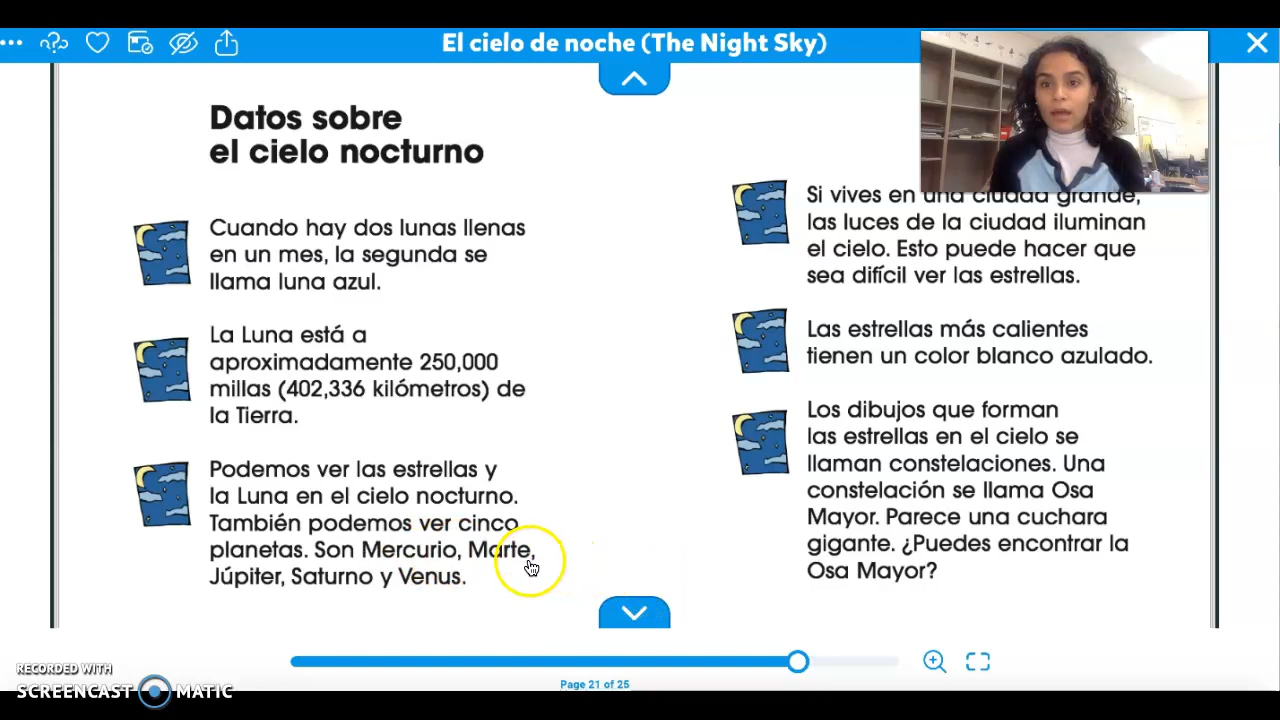 El cielo de noche (The Night Sky)
Datos sobre
el cielo nocturno
Cuando hay dos lunas llenas
en un mes, la segunda se
llama luna azul.
La Luna está a
aproximadamente 250,000
millas (402,336 kilómetros) de
la Tierra.
Podemos ver las estrellas y
la Luna en el cielo nocturno.
También podemos ver cinco
planetas. Son Mercurio, Marte,
Júpiter, Saturno y Venus.
Si vives en una ciudad grande,
las luces de la ciudad iluminan
el cielo. Esto puede hacer que
sea difícil ver las estrellas.
Las estrellas más calientes
tienen un color blanco azulado.
Los dibujos que forman
las estrellas en el cielo se
llaman constelaciones. Una
constelación se llama Osa
Mayor. Parece una cuchara
gigante. ¿Puedes encontrar la
Osa Mayor?
Page 21 of 25
RECORDED WITH
SCREENCAST MATIC